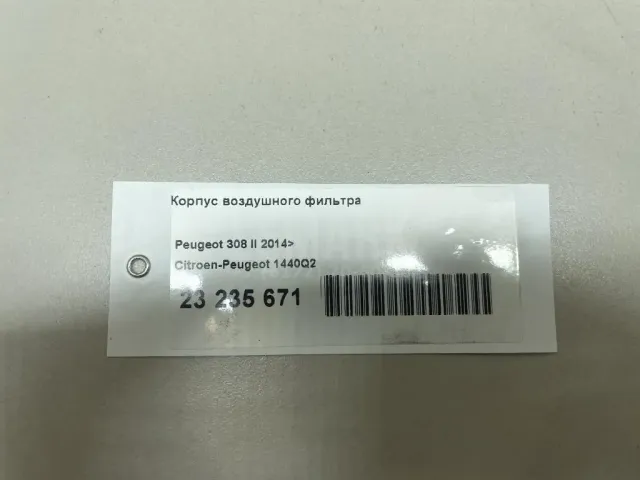 Корпус воздушного фильтра
Peugeot 308 II 2014>
Citroen-Peugeot 1440Q2
23 235 671